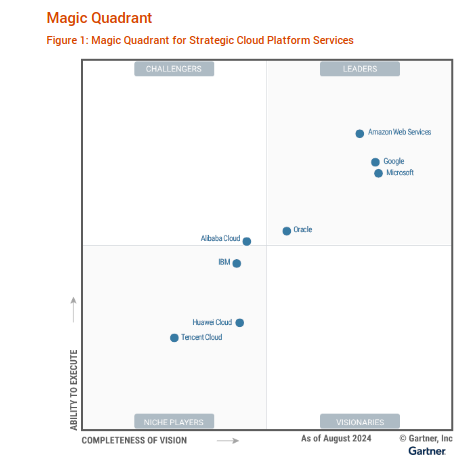 Magic Quadrant
Figure 1: Magic Quadrant for Strategic Cloud Platform Services
CHALLENGERS
LEADERS
Amazon Web Services
Google
Microsoft
Oracle
Alibaba Cloud
IBM
Huawei Cloud
Tencent Cloud
ABILITY TO EXECUTE
NICHE PLAYERS
VISIONARIES
COMPLETENESS OF VISION
As of August 2024
© Gartner, Inc
Gartner